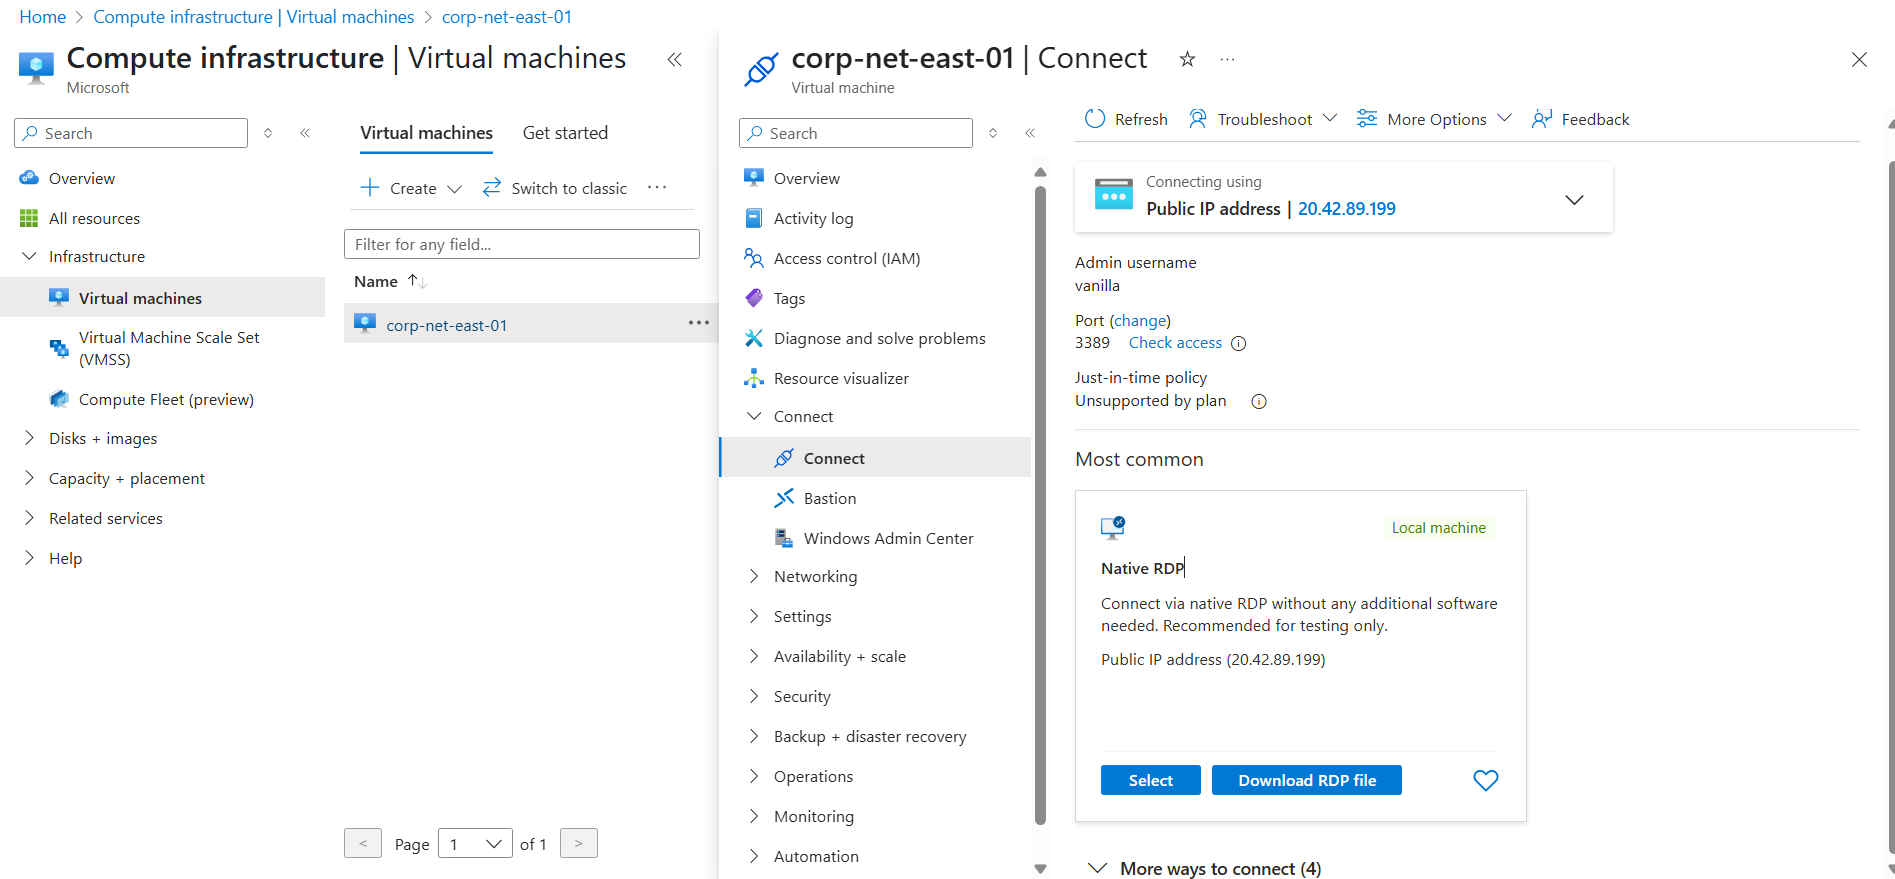 Home > Compute infrastructure | Virtual machines > corp-net-east-01
Compute infrastructure | Virtual machines
Microsoft
Search
Overview
All resources
Infrastructure
Virtual machines
Virtual Machine Scale Set
(VMSS)
Compute Fleet (preview)
Disks + images
Capacity + placement
Related services
Help
Virtual machines
Get started
Create
Switch to classic
Filter for any field...
Name
corp-net-east-01
< Page 1 of 1 >
corp-net-east-01 | Connect
Virtual machine
Search
Overview
Activity log
Access control (IAM)
Tags
Diagnose and solve problems
Resource visualizer
Connect
Connect
Bastion
Windows Admin Center
Networking
Settings
Availability + scale
Security
Backup + disaster recovery
Operations
Monitoring
Automation
Refresh
Troubleshoot
More Options
Feedback
Connecting using
Public IP address | 20.42.89.199
Admin username
vanilla
Port (change)
3389 Check access
Just-in-time policy
Unsupported by plan
Most common
Local machine
Native RDP
Connect via native RDP without any additional software
needed. Recommended for testing only.
Public IP address (20.42.89.199)
Select
Download RDP file
More ways to connect (4)